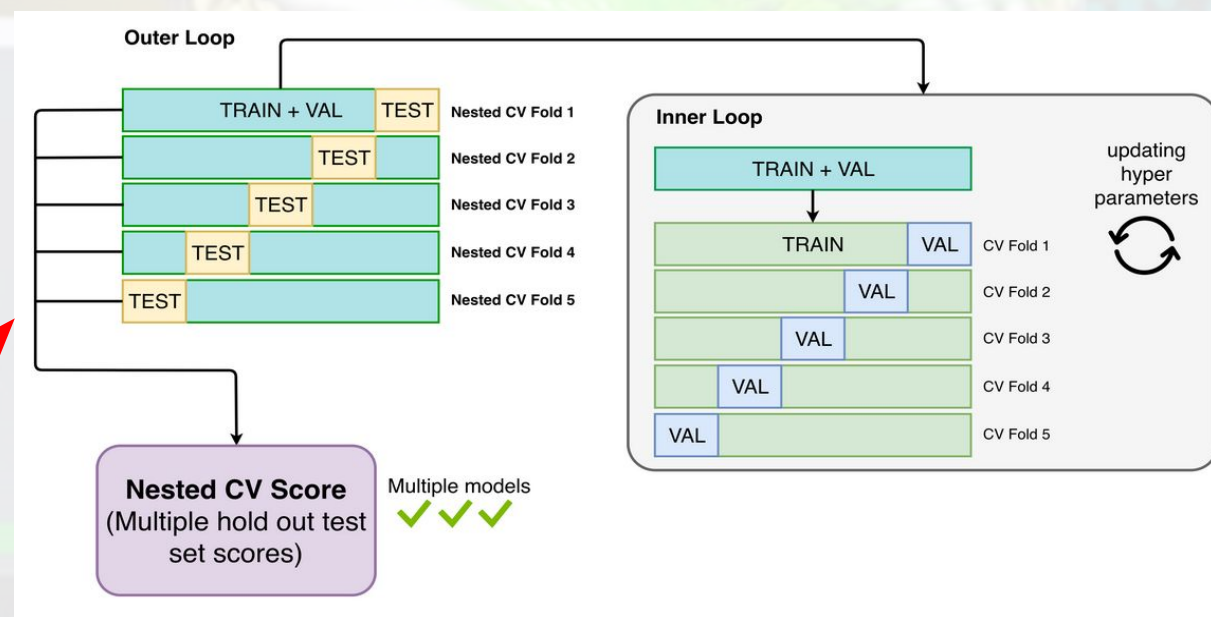 Outer Loop
TRAIN + VAL
TEST
Nested CV Fold 1
TEST
Nested CV Fold 2
TEST
Nested CV Fold 3
TEST
Nested CV Fold 4
TEST
Nested CV Fold 5
Nested CV Score
(Multiple hold out test
set scores)
Multiple models
Inner Loop
TRAIN + VAL
updating
hyper
parameters
TRAIN
VAL
CV Fold 1
VAL
CV Fold 2
VAL
CV Fold 3
VAL
CV Fold 4
VAL
CV Fold 5